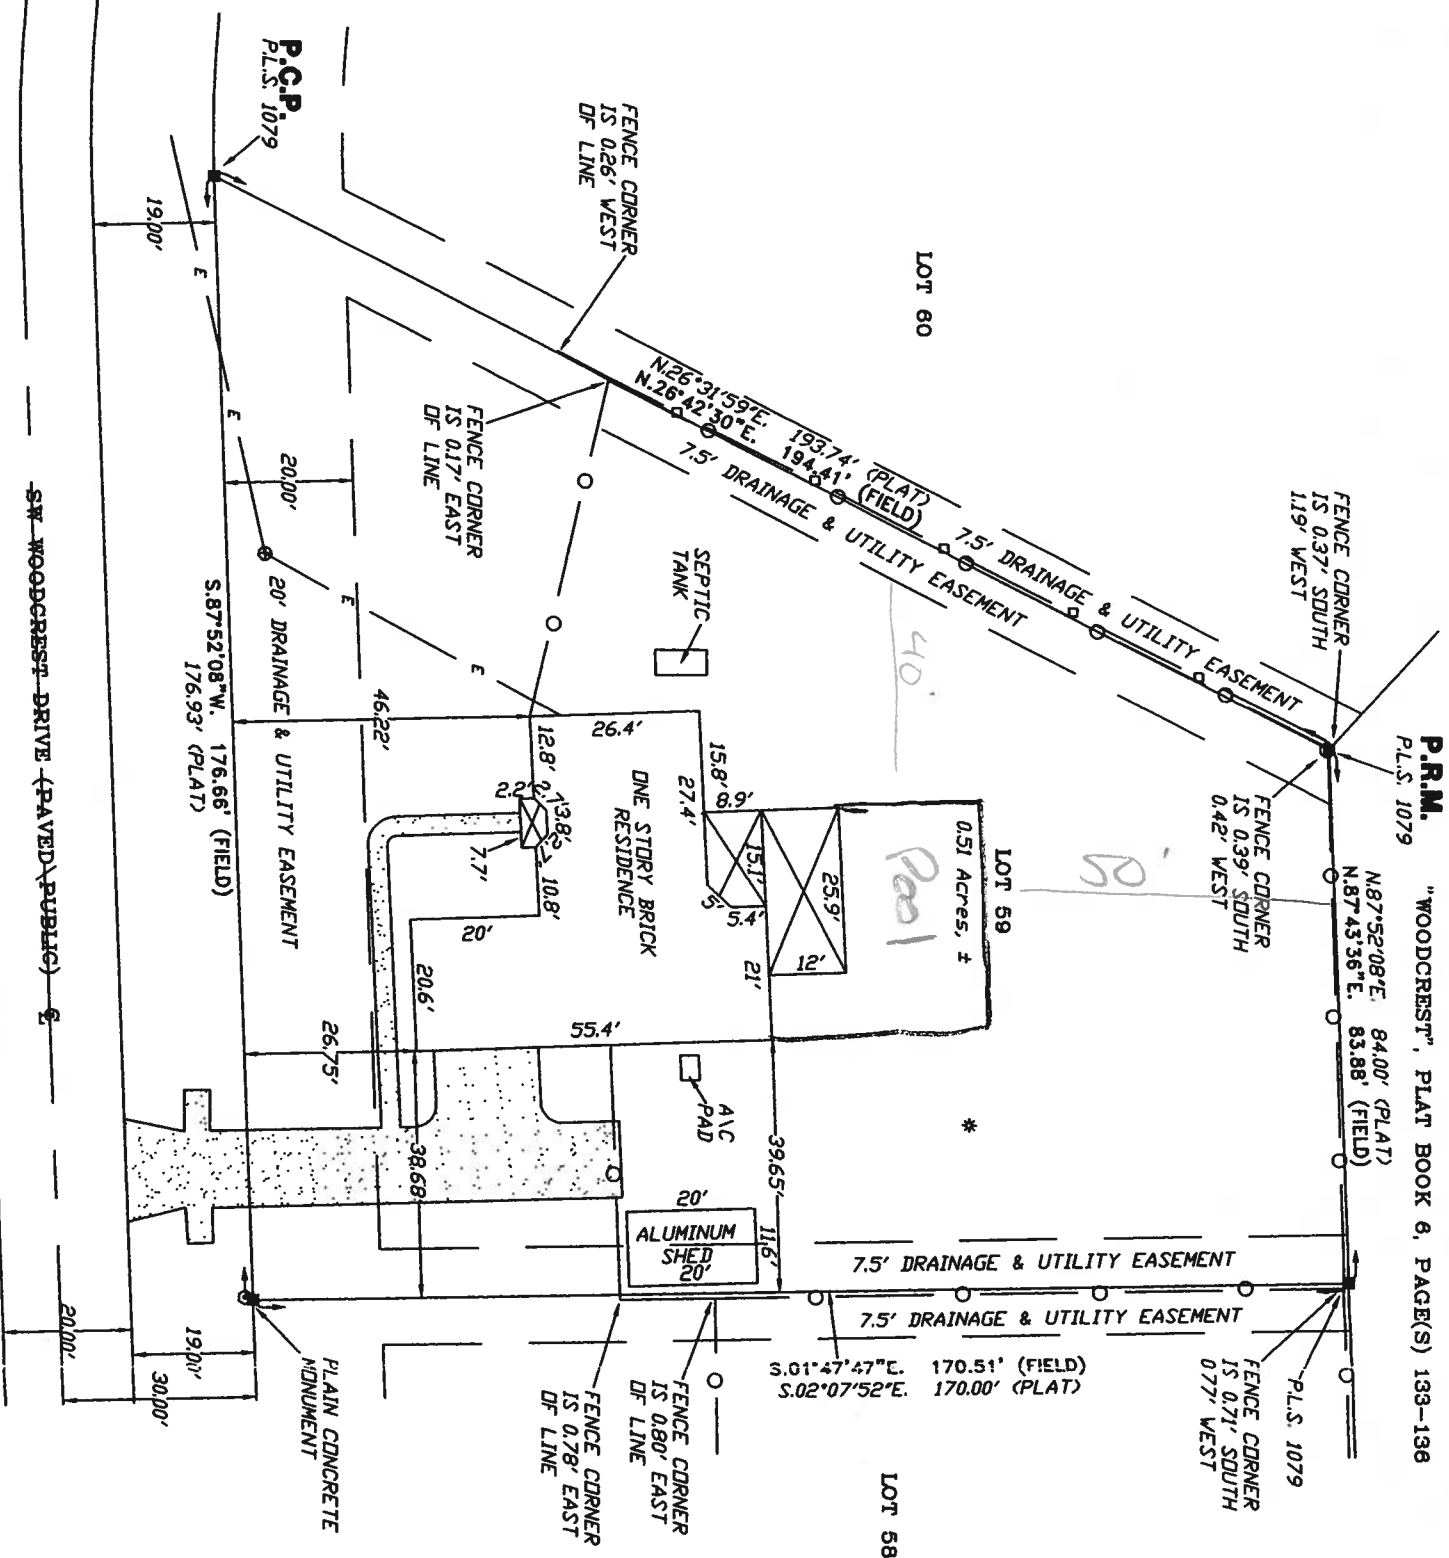 "WOODCREST", PLAT BOOK 6, PAGE(S) 133-136
P.R.M.
P.L.S. 1079
N.87°52'08"E. 84.00' (PLAT)
N.87°43'36"E. 83.88' (FIELD)
FENCE CORNER
IS 0.37' SOUTH
1.19' WEST
FENCE CORNER
IS 0.39' SOUTH
0.42' WEST
P.L.S. 1079
FENCE CORNER
IS 0.71' SOUTH
0.77' WEST
LOT 60
LOT 59
0.51 Acres, ±
LOT 58
50'
40'
Pool
N.26°31'59"E. 193.74' (PLAT)
N.26°42'30"E. 194.41' (FIELD)
7.5' DRAINAGE & UTILITY EASEMENT
7.5' DRAINAGE & UTILITY EASEMENT
7.5' DRAINAGE & UTILITY EASEMENT
7.5' DRAINAGE & UTILITY EASEMENT
S.01°47'47"E. 170.51' (FIELD)
S.02°07'52"E. 170.00' (PLAT)
FENCE CORNER
IS 0.26' WEST
OF LINE
FENCE CORNER
IS 0.17' EAST
OF LINE
FENCE CORNER
IS 0.80' EAST
OF LINE
FENCE CORNER
IS 0.78' EAST
OF LINE
SEPTIC
TANK
ONE STORY BRICK
RESIDENCE
A\C
PAD
ALUMINUM
SHED
20'
20'
11.6'
39.65'
25.9'
12'
15.1'
8.9'
5'
5.4'
21'
15.8'
27.4'
26.4'
12.8'
2.2'
2.7'
3.8'
2.7'
7.7'
10.8'
20'
20.6'
55.4'
46.22'
26.75'
38.68'
E
E
E
E
20.00'
20' DRAINAGE & UTILITY EASEMENT
S.87°52'08"W. 176.66' (FIELD)
176.93' (PLAT)
P.C.P.
P.L.S. 1079
19.00'
19.00'
30.00'
20.00'
PLAIN CONCRETE
MONUMENT
SW WOODCREST DRIVE (PAVED\PUBLIC) ℄